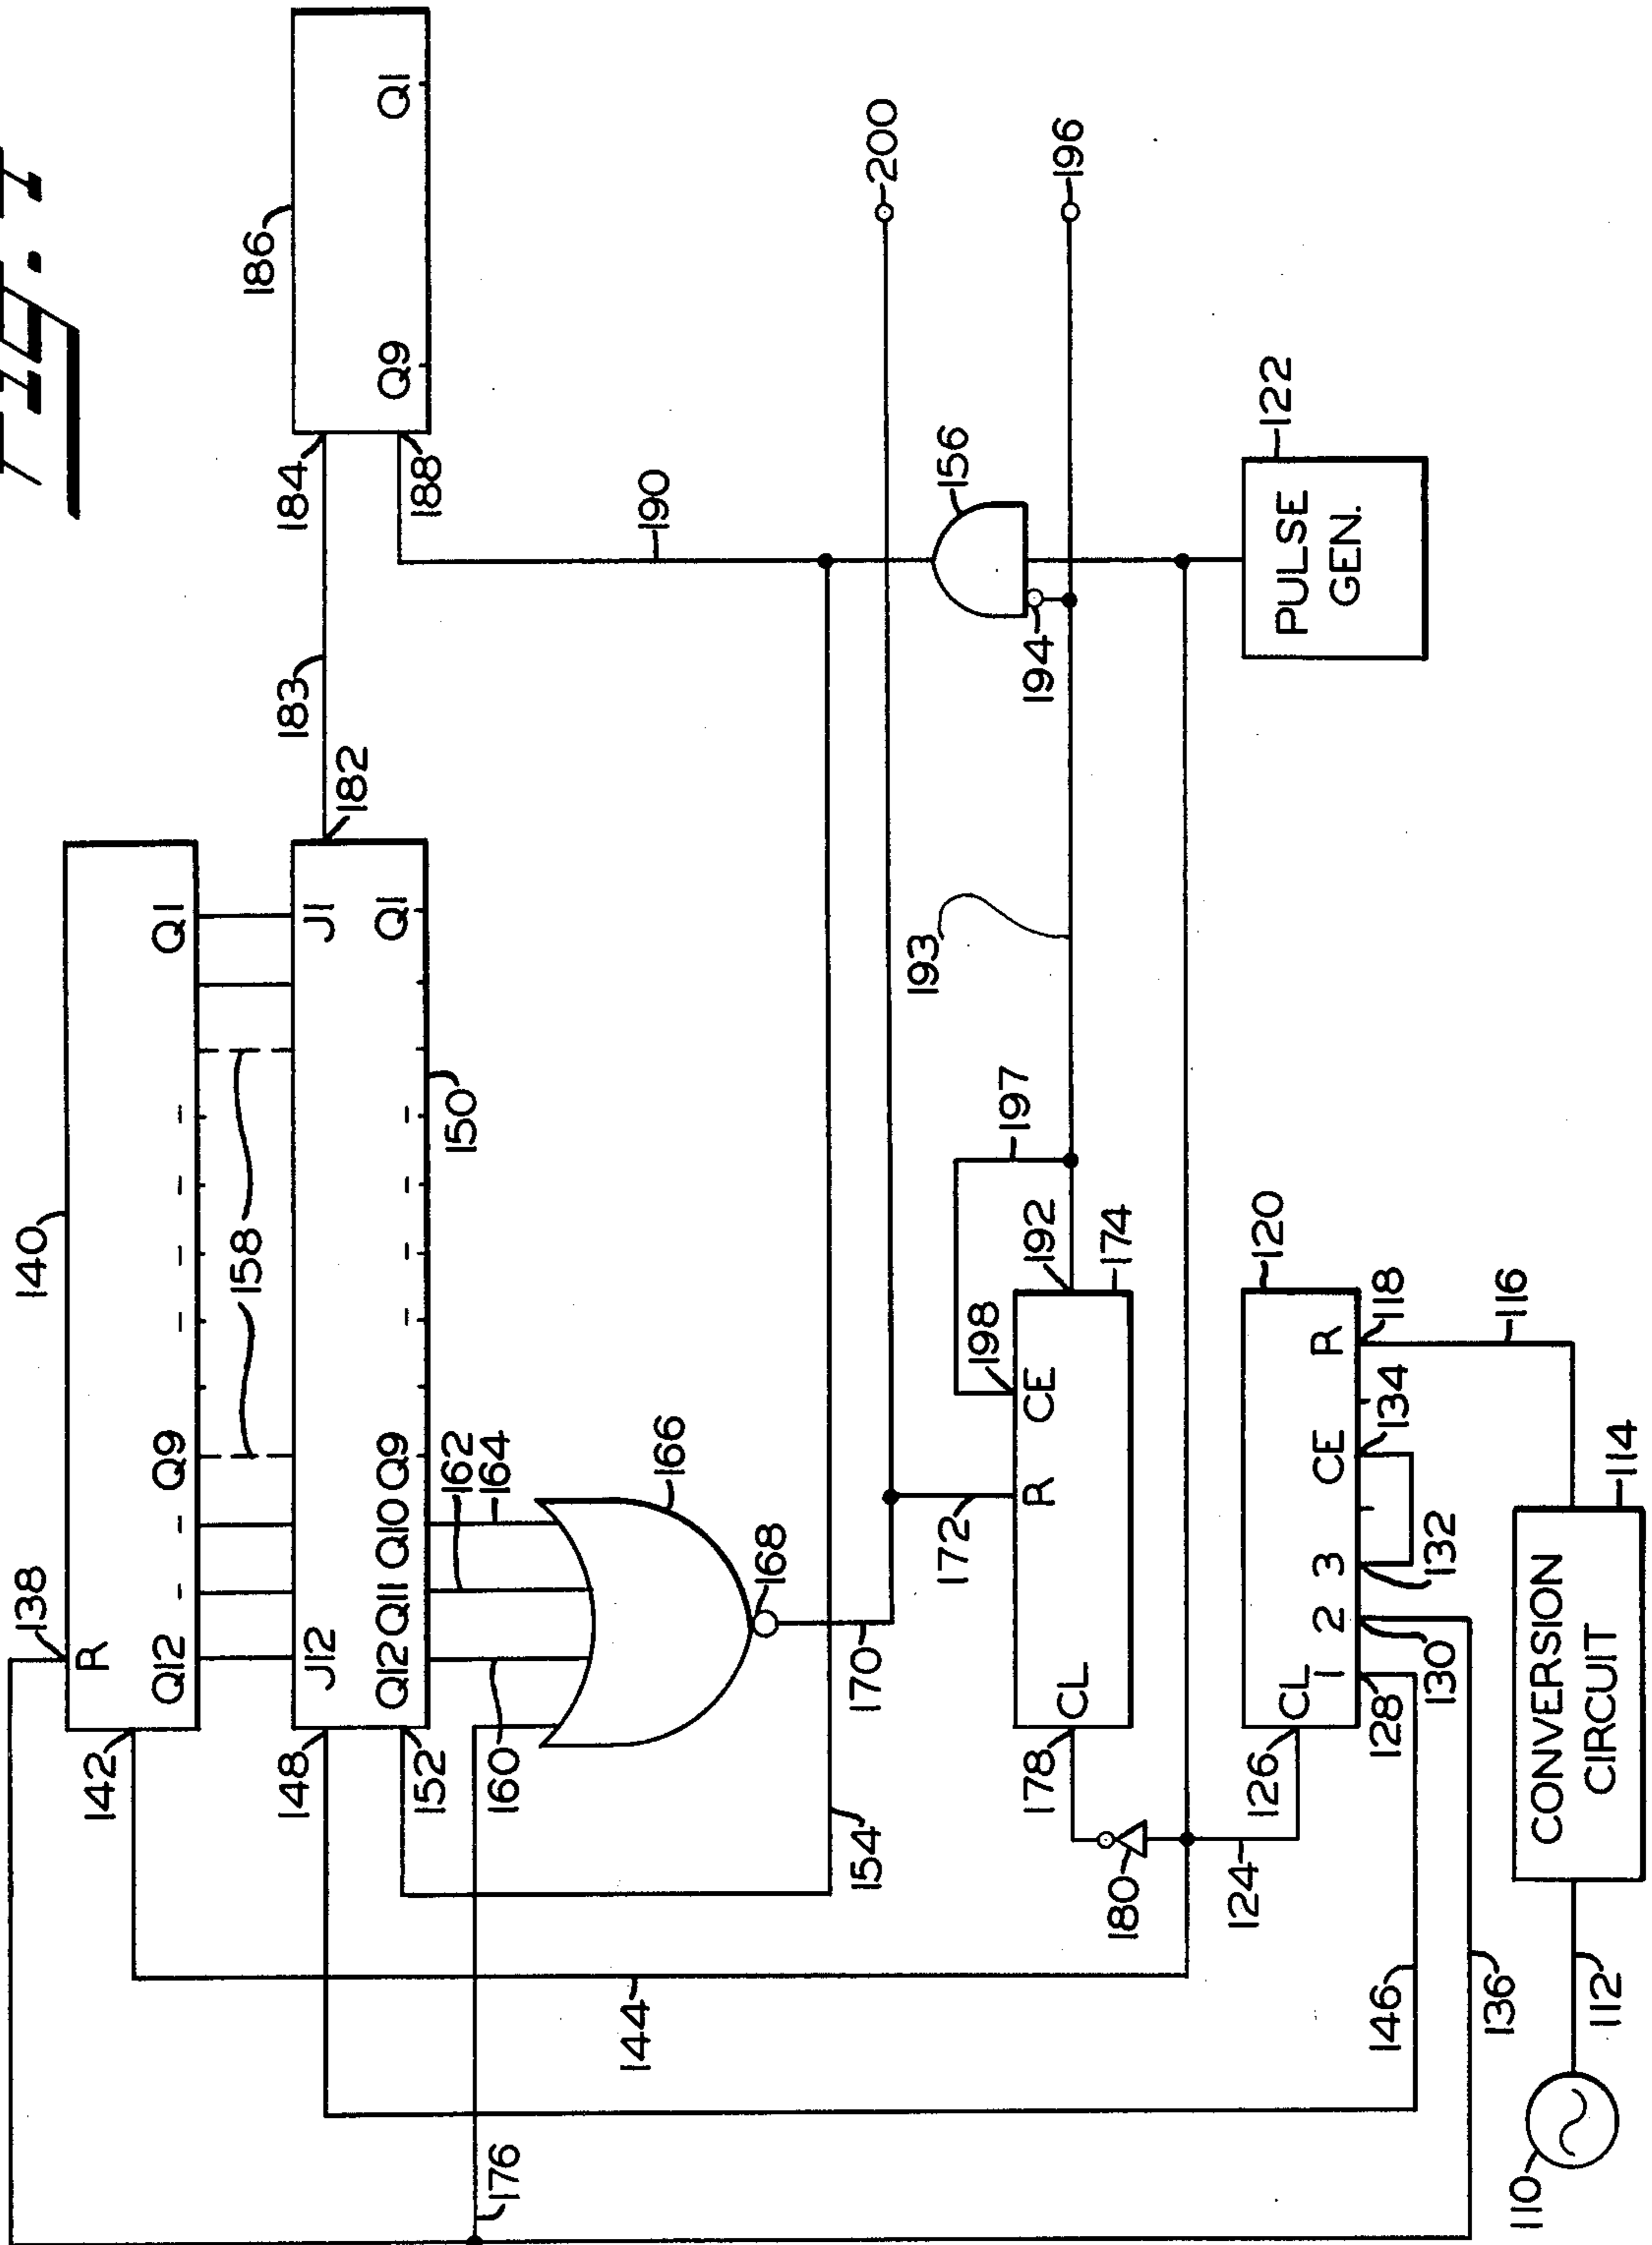 FIG. 1
140
138
R
142
Q12
-
-
Q9
-
-
-
-
-
Q1
158
186
184
183
182
188
Q9
Q1
148
J12
J1
152
Q12
Q11
Q10
Q9
-
-
-
-
Q1
150
176
160
162
164
166
190
144
154
168
170
172
200
193
156
197
198
192
194
196
178
CL
R
CE
174
180
124
126
CL
120
122
PULSE
GEN.
128
1
2
3
CE
R
118
130
132
134
146
136
116
110
112
CONVERSION
CIRCUIT
114